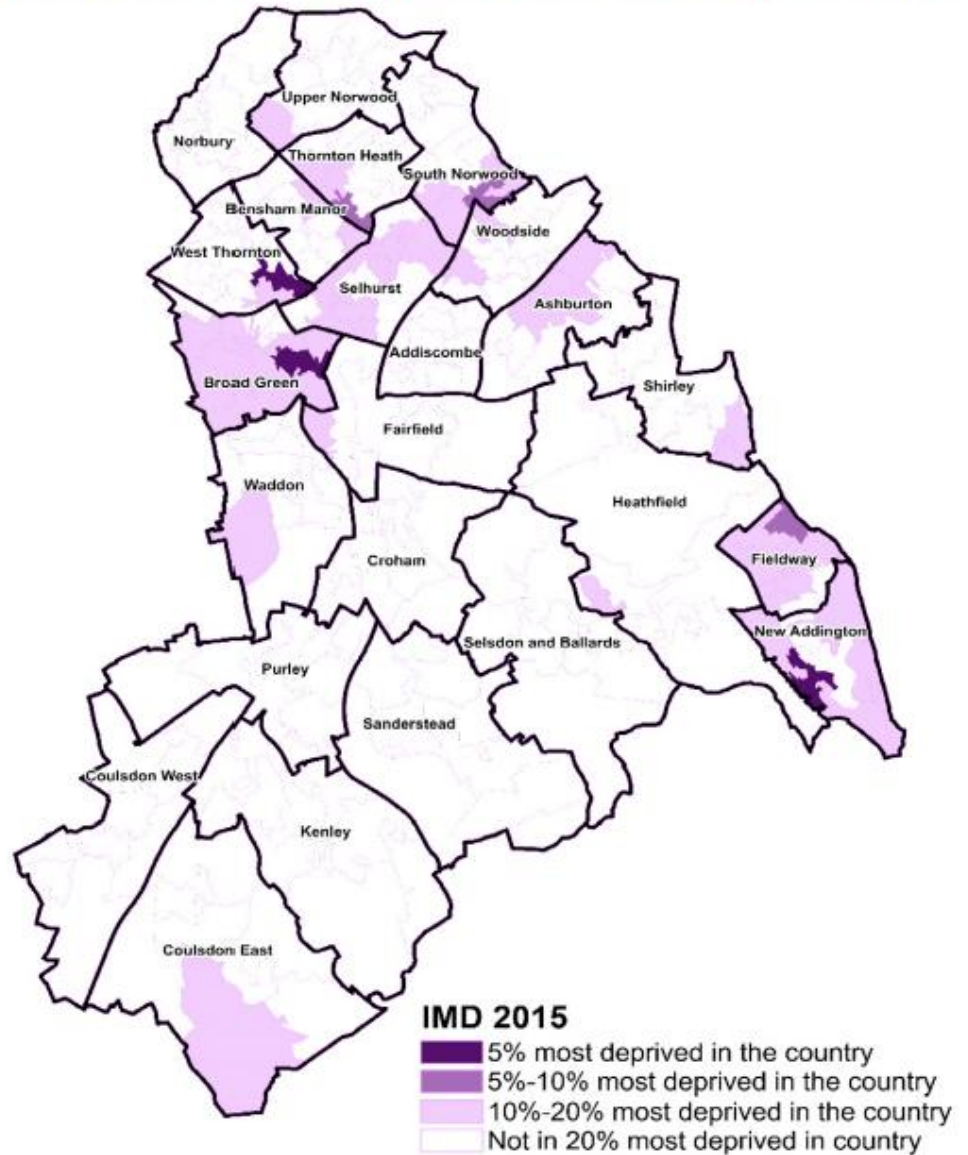 Upper Norwood
Norbury
Thornton Heath
South Norwood
Bensham Manor
Woodside
West Thornton
Selhurst
Ashburton
Addiscombe
Broad Green
Shirley
Fairfield
Waddon
Heathfield
Croham
Fieldway
New Addington
Selsdon and Ballards
Purley
Sanderstead
Coulsdon West
Kenley
Coulsdon East
IMD 2015
5% most deprived in the country
5%-10% most deprived in the country
10%-20% most deprived in the country
Not in 20% most deprived in country